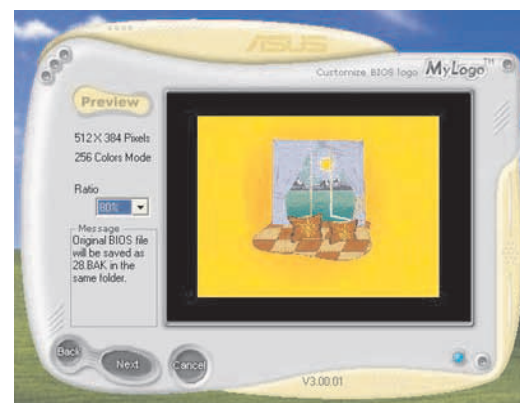 ASUS
Customize BIOS logo MyLogo™
Preview
512 X 384 Pixels
256 Colors Mode
Ratio
80%
Message
Original BIOS file
will be saved as
28.BAK in the
same folder.
Back
Next
Cancel
V3.00.01